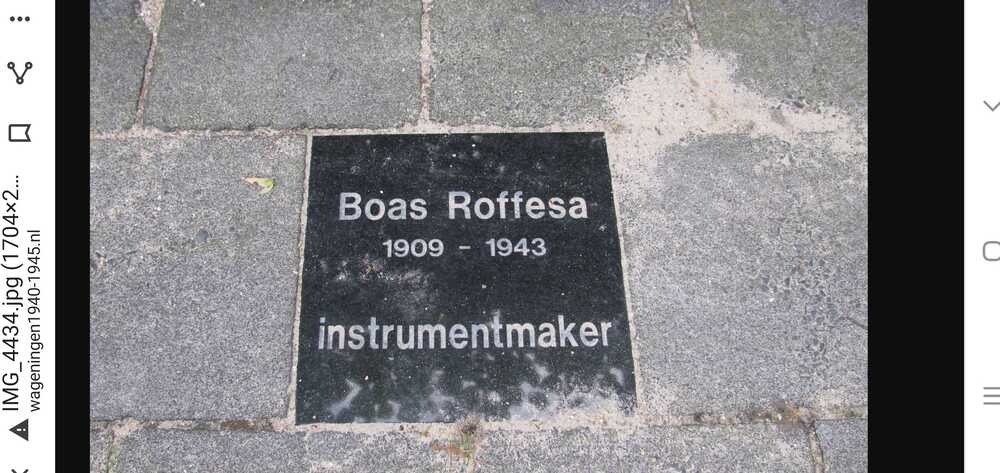 IMG_4434.jpg (1704×2...
wageningen1940-1945.nl
Boas Roffesa
1909 - 1943
instrumentmaker